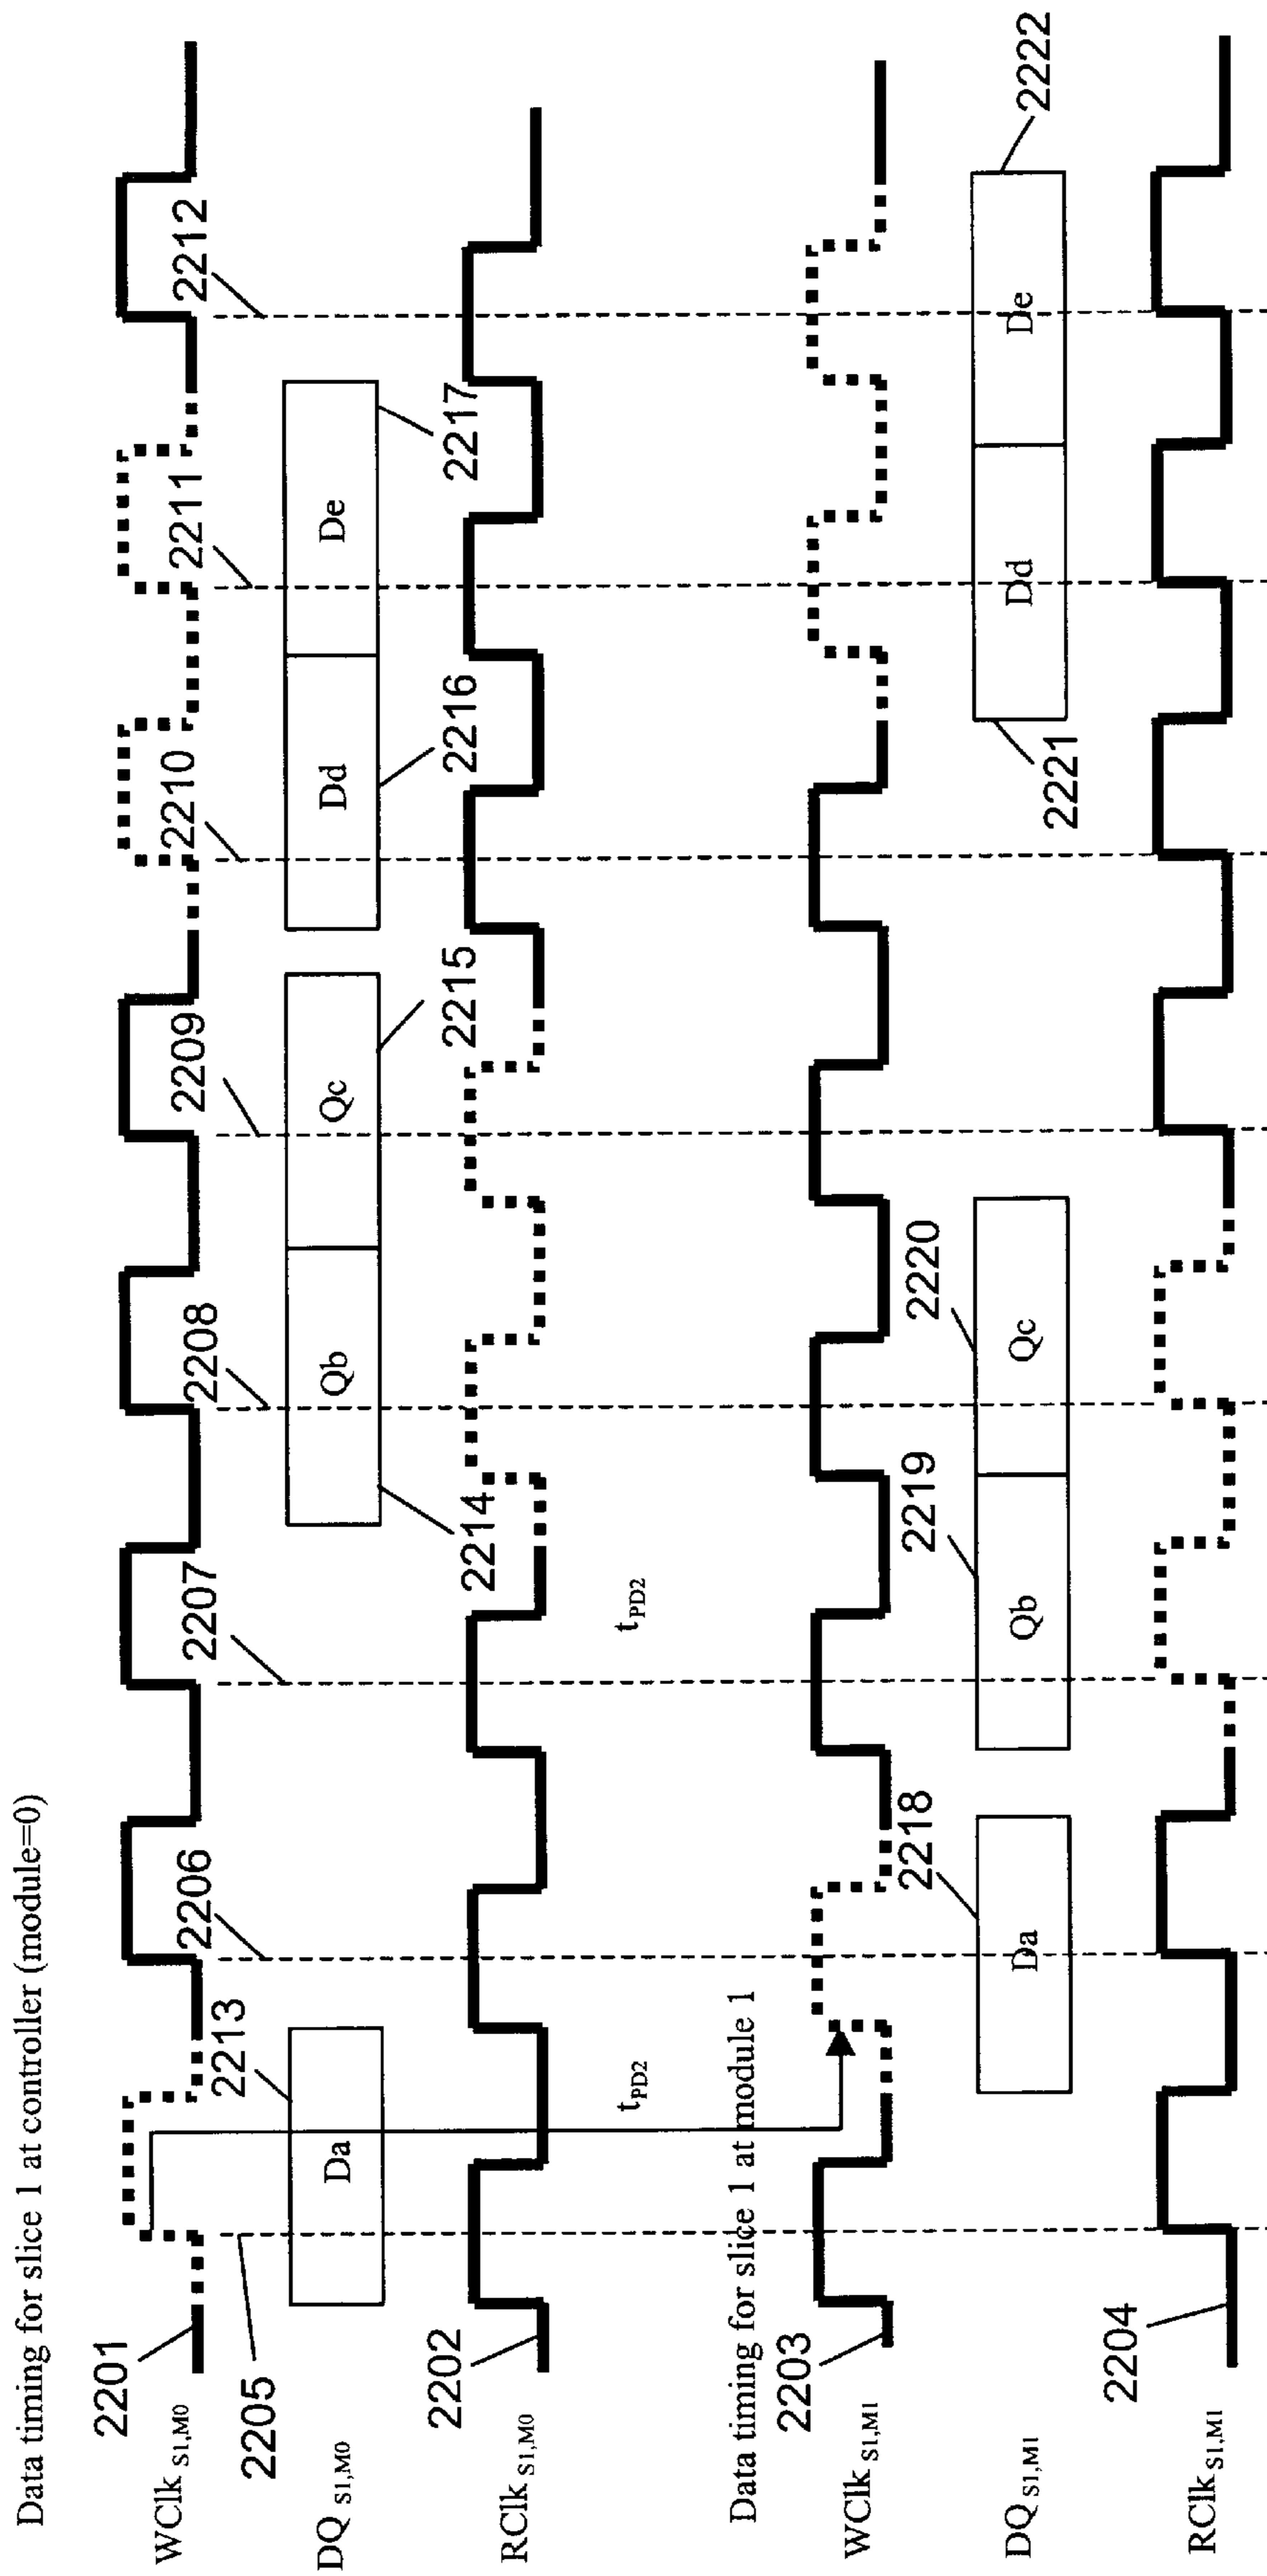 Data timing for slice 1 at controller (module=0)
2201
2205
WClk S1,M0
2213
2206
2207
2208
2209
2210
2211
2212
DQ S1,M0
Da
Qb
Qc
Dd
De
2202
2214
2215
2216
2217
RClk S1,M0
tPD2
tPD2
Data timing for slice 1 at module 1
2203
WClk S1,M1
2218
2219
2220
2221
2222
DQ S1,M1
Da
Qb
Qc
Dd
De
2204
RClk S1,M1